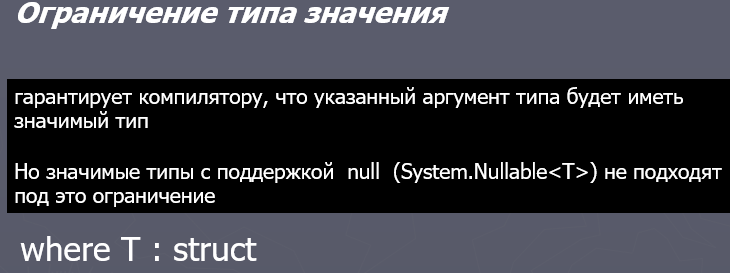 Ограничение типа значения
гарантирует компилятору, что указанный аргумент типа будет иметь
значимый тип
Но значимые типы с поддержкой null (System.Nullable<T>) не подходят
под это ограничение
where T : struct